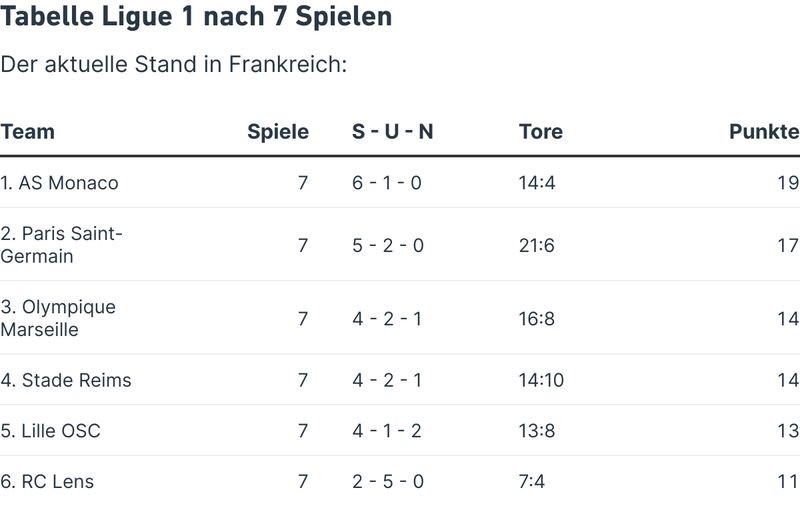 Tabelle Ligue 1 nach 7 Spielen
Der aktuelle Stand in Frankreich:
Team Spiele S - U - N Tore Punkte
1. AS Monaco 7 6 - 1 - 0 14:4 19
2. Paris Saint-
Germain 7 5 - 2 - 0 21:6 17
3. Olympique
Marseille 7 4 - 2 - 1 16:8 14
4. Stade Reims 7 4 - 2 - 1 14:10 14
5. Lille OSC 7 4 - 1 - 2 13:8 13
6. RC Lens 7 2 - 5 - 0 7:4 11